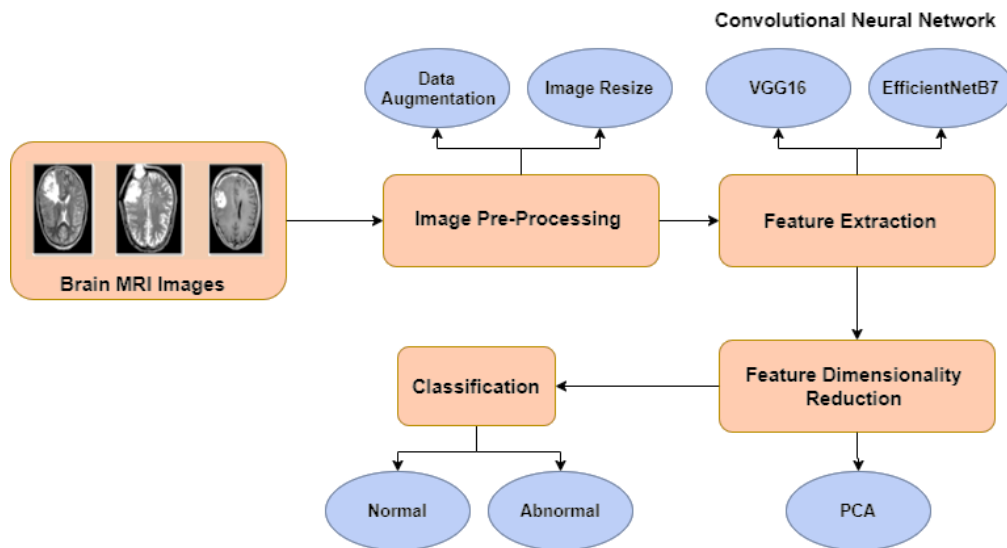 Convolutional Neural Network
Data
Augmentation
Image Resize
VGG16
EfficientNetB7
Brain MRI Images
Image Pre-Processing
Feature Extraction
Classification
Feature Dimensionality
Reduction
Normal
Abnormal
PCA